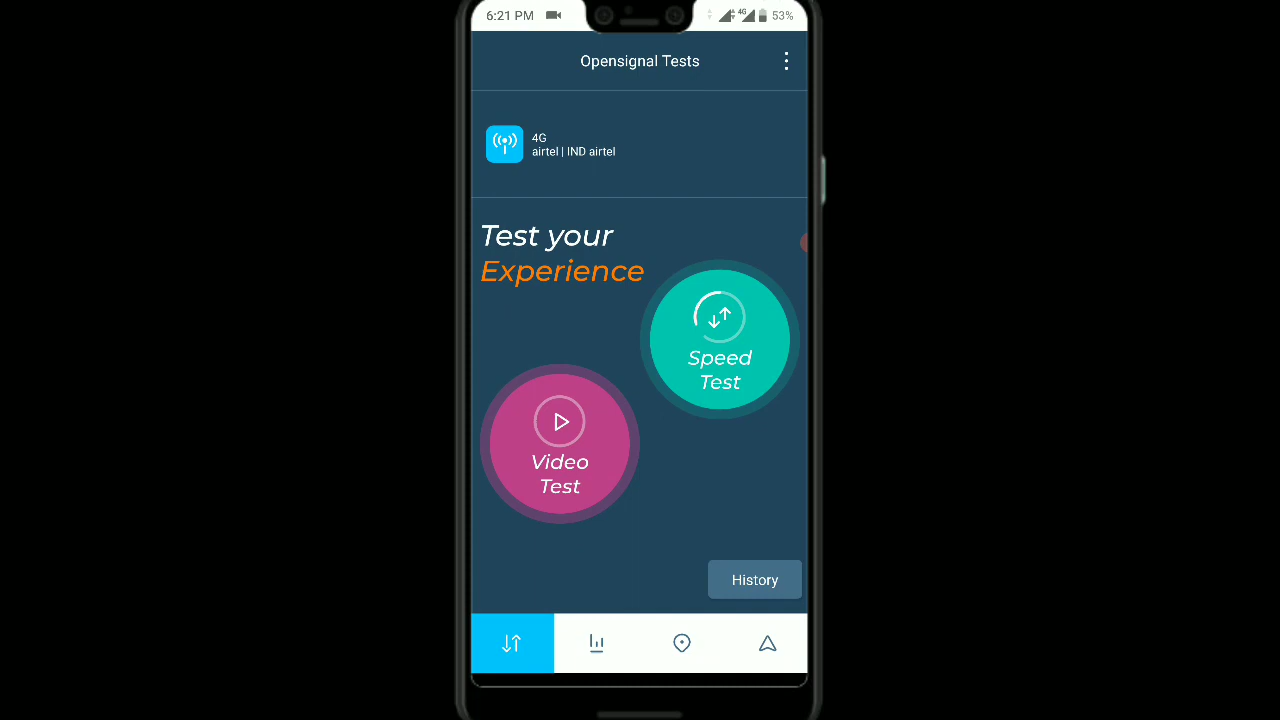 6:21 PM 4G 53%
Opensignal Tests
4G
airtel | IND airtel
Test your
Experience
Speed
Test
Video
Test
History